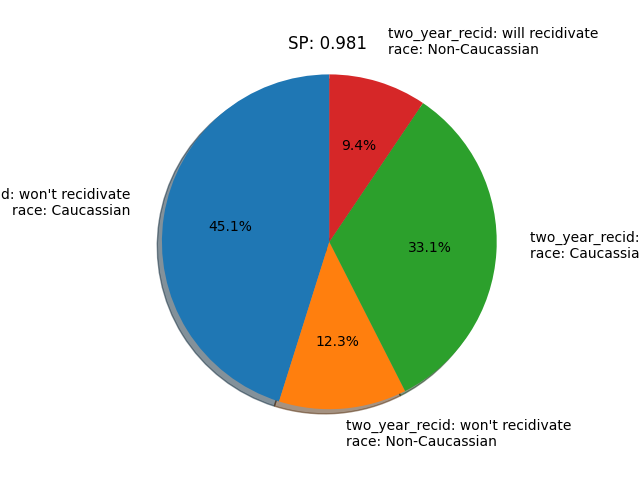 SP: 0.981
two_year_recid: will recidivate
race: Non-Caucassian
9.4%
d: won't recidivate
race: Caucassian
45.1%
33.1%
two_year_recid:
race: Caucassia
12.3%
two_year_recid: won't recidivate
race: Non-Caucassian